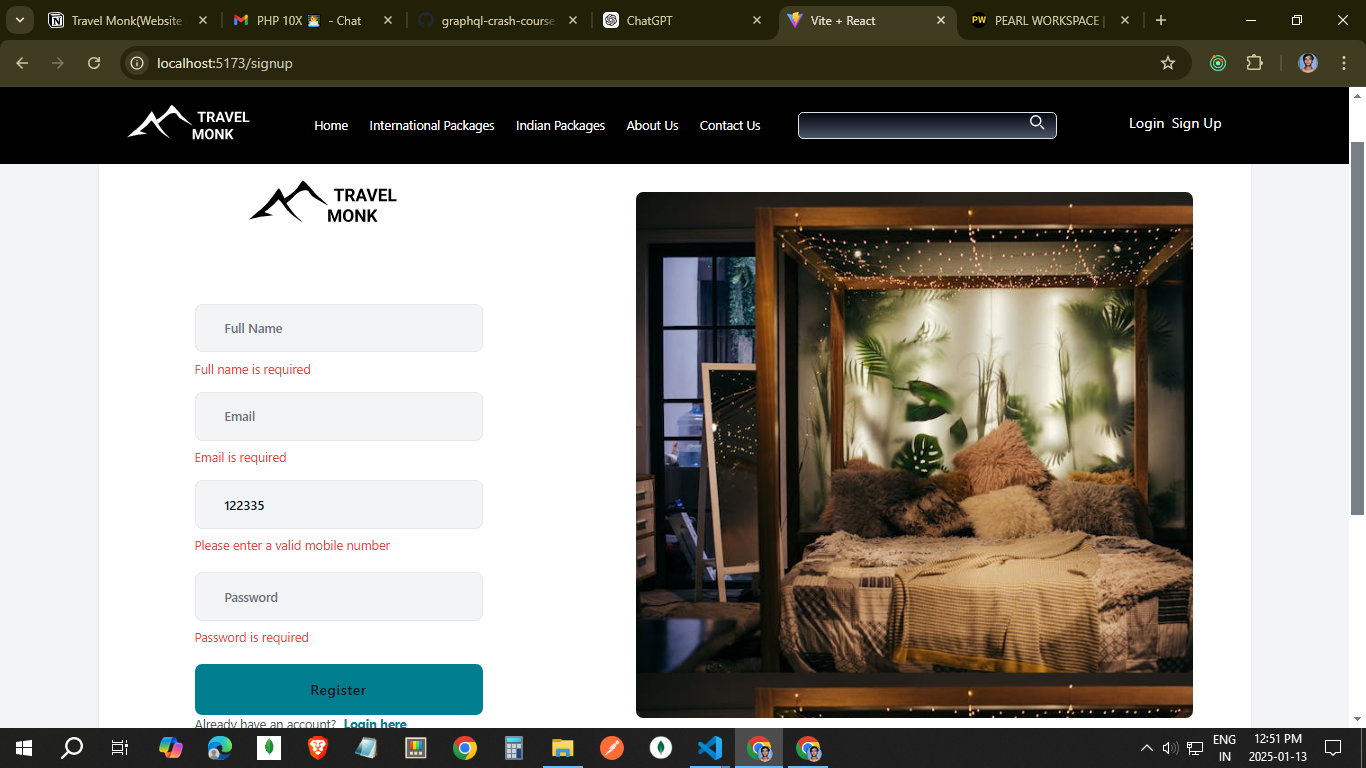 Travel Monk(Website
PHP 10X - Chat
graphql-crash-course
ChatGPT
Vite + React
PEARL WORKSPACE |
localhost:5173/signup
TRAVEL
MONK
Home
International Packages
Indian Packages
About Us
Contact Us
Login
Sign Up
TRAVEL
MONK
Full Name
Full name is required
Email
Email is required
122335
Please enter a valid mobile number
Password
Password is required
Register
Already have an account? Login here
ENG
IN
12:51 PM
2025-01-13